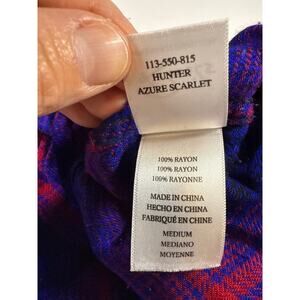 113-550-815
HUNTER
AZURE SCARLET
100% RAYON
100% RAYON
100% RAYONNE
MADE IN CHINA
HECHO EN CHINA
FABRIQUÉ EN CHINE
MEDIUM
MEDIANO
MOYENNE